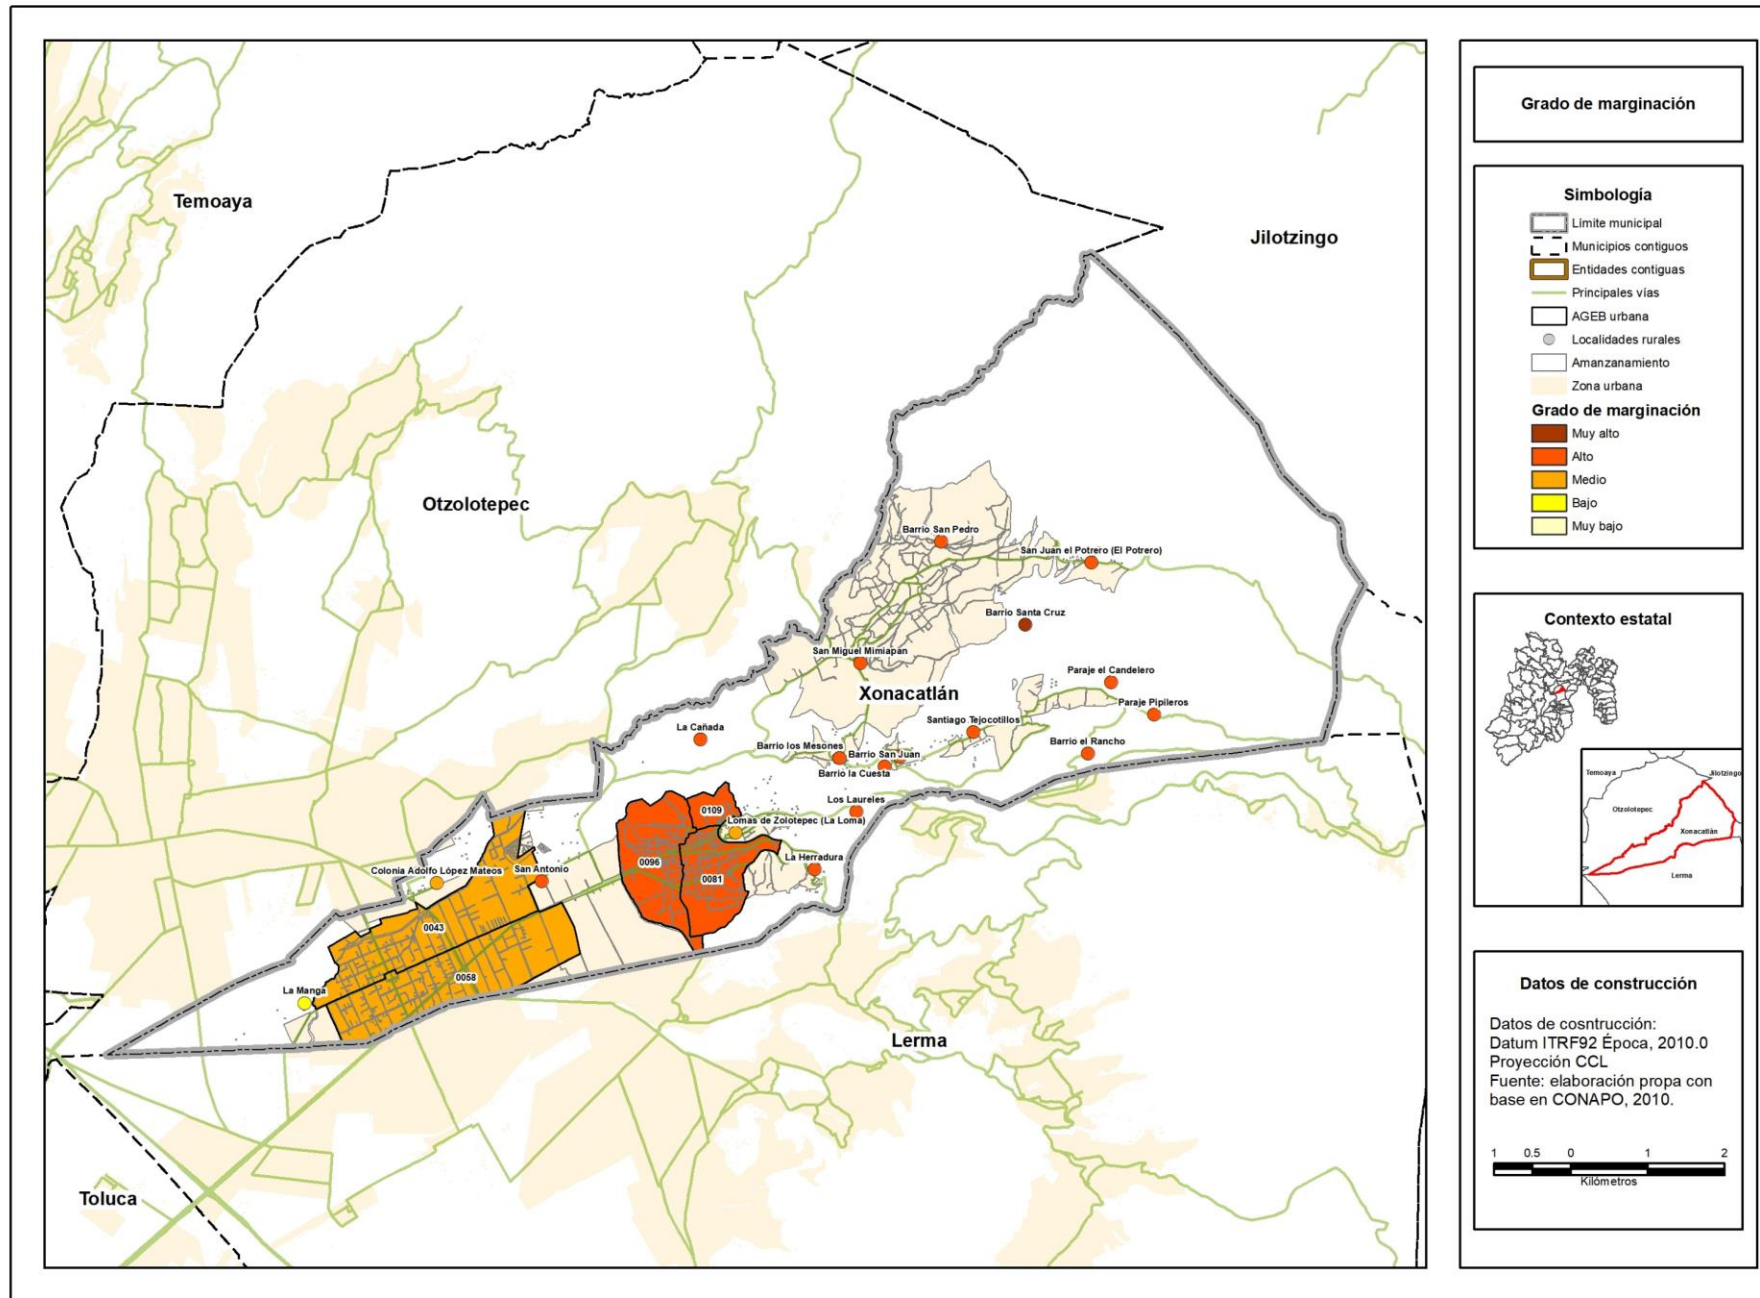 Temoaya
Jilotzingo
Otzolotepec
Barrio San Pedro
San Juan el Potrero (El Potrero)
Barrio Santa Cruz
San Miguel Mimiapan
Paraje el Candelero
Xonacatlán
Paraje Pipileros
La Cañada
Santiago Tejocotillos
Barrio los Mesones
Barrio San Juan
Barrio el Rancho
Barrio la Cuesta
Los Laureles
0109
Lomas de Zolotepec (La Loma)
0096
La Herradura
0081
Colonia Adolfo López Mateos
San Antonio
0043
0058
La Manga
Lerma
Toluca
Grado de marginación
Simbología
Límite municipal
Municipios contiguos
Entidades contiguas
Principales vías
AGEB urbana
Localidades rurales
Amanzanamiento
Zona urbana
Grado de marginación
Muy alto
Alto
Medio
Bajo
Muy bajo
Contexto estatal
Temoaya
Jilotzingo
Otzolotepec
Xonacatlán
Lerma
Toluca
Datos de construcción
Datos de cosntrucción:
Datum ITRF92 Época, 2010.0
Proyección CCL
Fuente: elaboración propa con
base en CONAPO, 2010.
1 0.5 0 1 2
Kilómetros